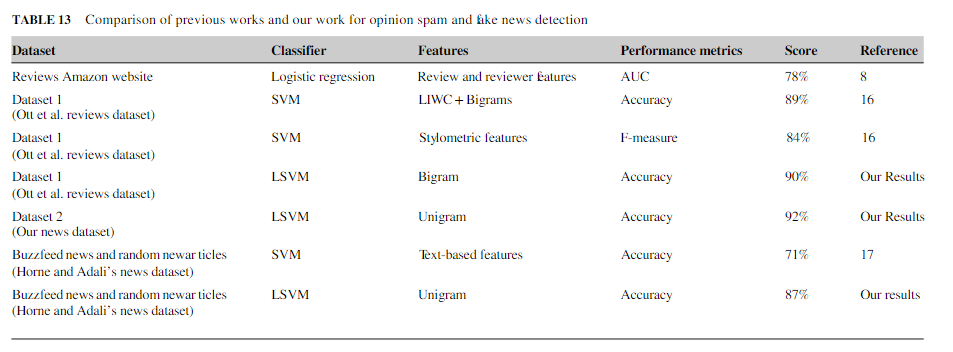 TABLE 13 Comparison of previous works and our work for opinion spam and fake news detection
Dataset Classifier Features Performance metrics Score Reference
Reviews Amazon website Logistic regression Review and reviewer features AUC 78% 8
Dataset 1 SVM LIWC + Bigrams Accuracy 89% 16
(Ott et al. reviews dataset)
Dataset 1 SVM Stylometric features F-measure 84% 16
(Ott et al. reviews dataset)
Dataset 1 LSVM Bigram Accuracy 90% Our Results
(Ott et al. reviews dataset)
Dataset 2 LSVM Unigram Accuracy 92% Our Results
(Our news dataset)
Buzzfeed news and random newar ticles SVM Text-based features Accuracy 71% 17
(Horne and Adali's news dataset)
Buzzfeed news and random newar ticles LSVM Unigram Accuracy 87% Our results
(Horne and Adali's news dataset)